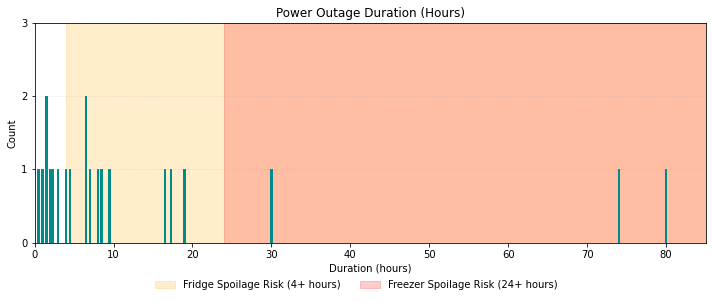 Power Outage Duration (Hours)
3
2
1
0
Count
0 10 20 30 40 50 60 70 80
Duration (hours)
Fridge Spoilage Risk (4+ hours) Freezer Spoilage Risk (24+ hours)